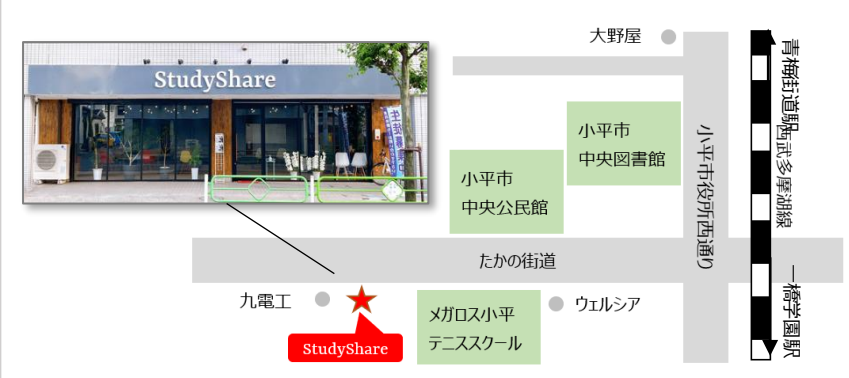 大野屋
StudyShare
小平市
中央図書館
小平市
中央公民館
小平市役所西通り
青梅街道駅
西武多摩湖線
一橋学園駅
たかの街道
九電工
メガロス小平
テニススクール
ウェルシア
StudyShare